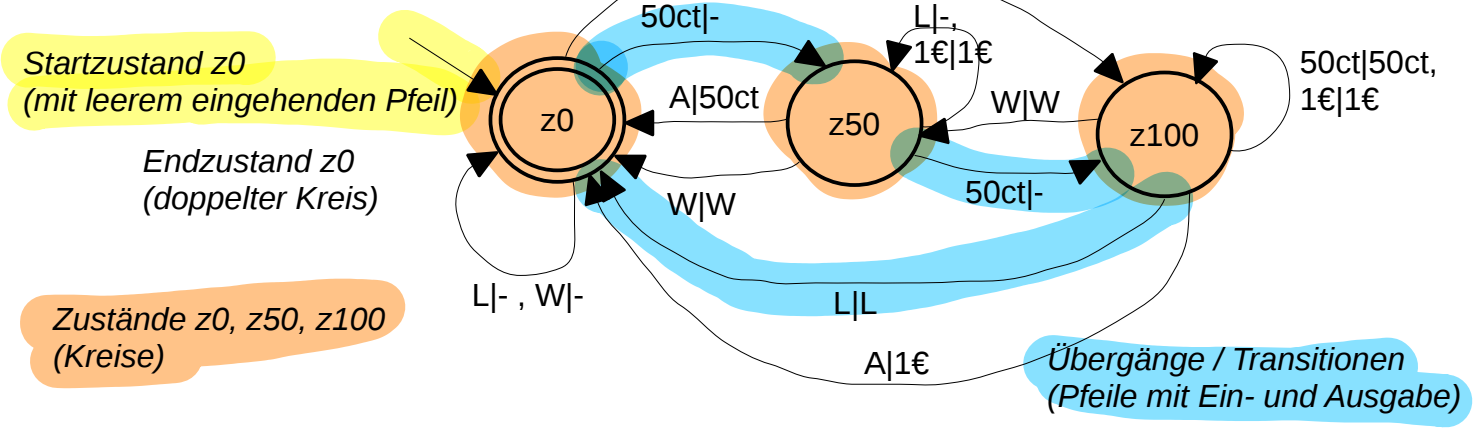 50ct|-
L|-,
1€|1€
50ct|50ct,
1€|1€
Startzustand z0
(mit leerem eingehenden Pfeil)
A|50ct
W|W
z0
z50
z100
Endzustand z0
(doppelter Kreis)
W|W
50ct|-
L|- , W|-
L|L
Zustände z0, z50, z100
(Kreise)
A|1€
Übergänge / Transitionen
(Pfeile mit Ein- und Ausgabe)